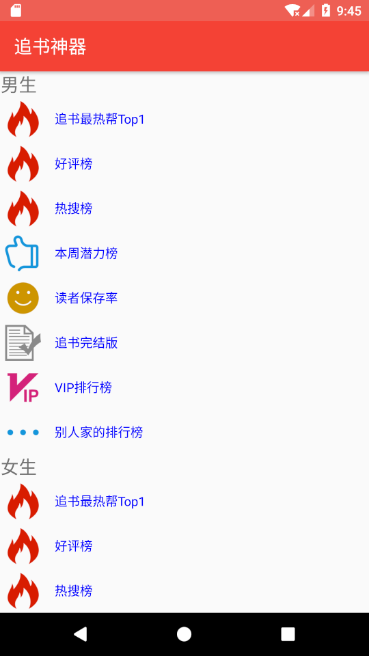 9:45
追书神器
男生
追书最热帮Top1
好评榜
热搜榜
本周潜力榜
读者保存率
追书完结版
VIP
VIP排行榜
别人家的排行榜
女生
追书最热帮Top1
好评榜
热搜榜